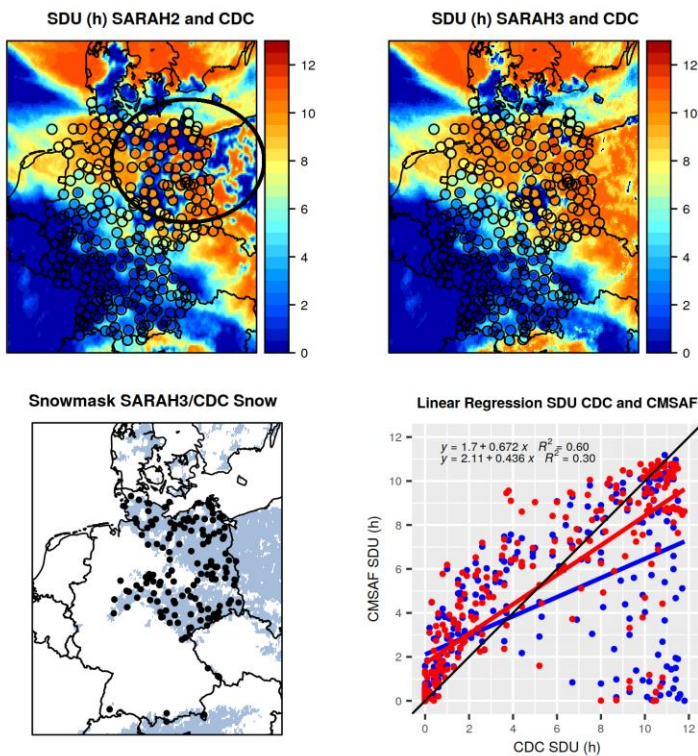 SDU (h) SARAH2 and CDC
12
10
8
6
4
2
0
SDU (h) SARAH3 and CDC
12
10
8
6
4
2
0
Snowmask SARAH3/CDC Snow
Linear Regression SDU CDC and CMSAF
y = 1.7 + 0.672 x R² = 0.60
y = 2.11 + 0.436 x R² = 0.30
CMSAF SDU (h)
12
10
8
6
4
2
0
0 2 4 6 8 10 12
CDC SDU (h)